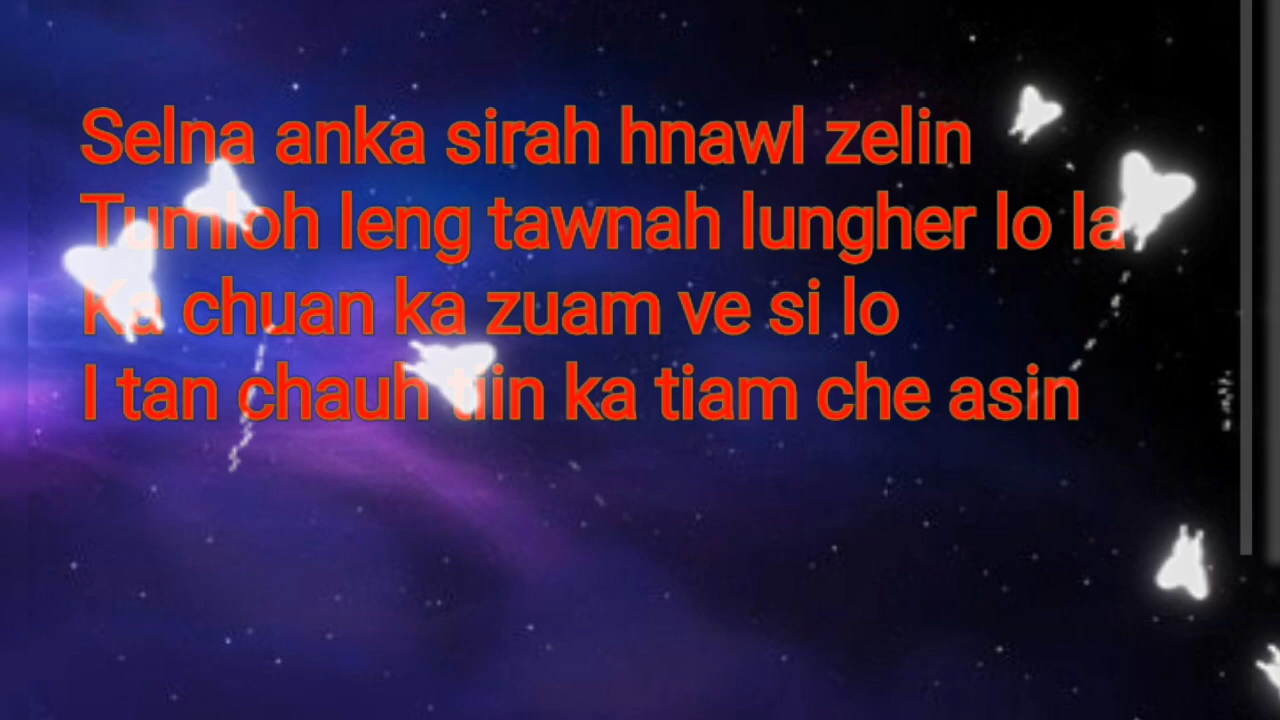 Selna anka sirah hnawl zelin
Tumloh leng tawnah lungher lo la
Ka chuan ka zuam ve si lo
I tan chauh tiin ka tiam che asin